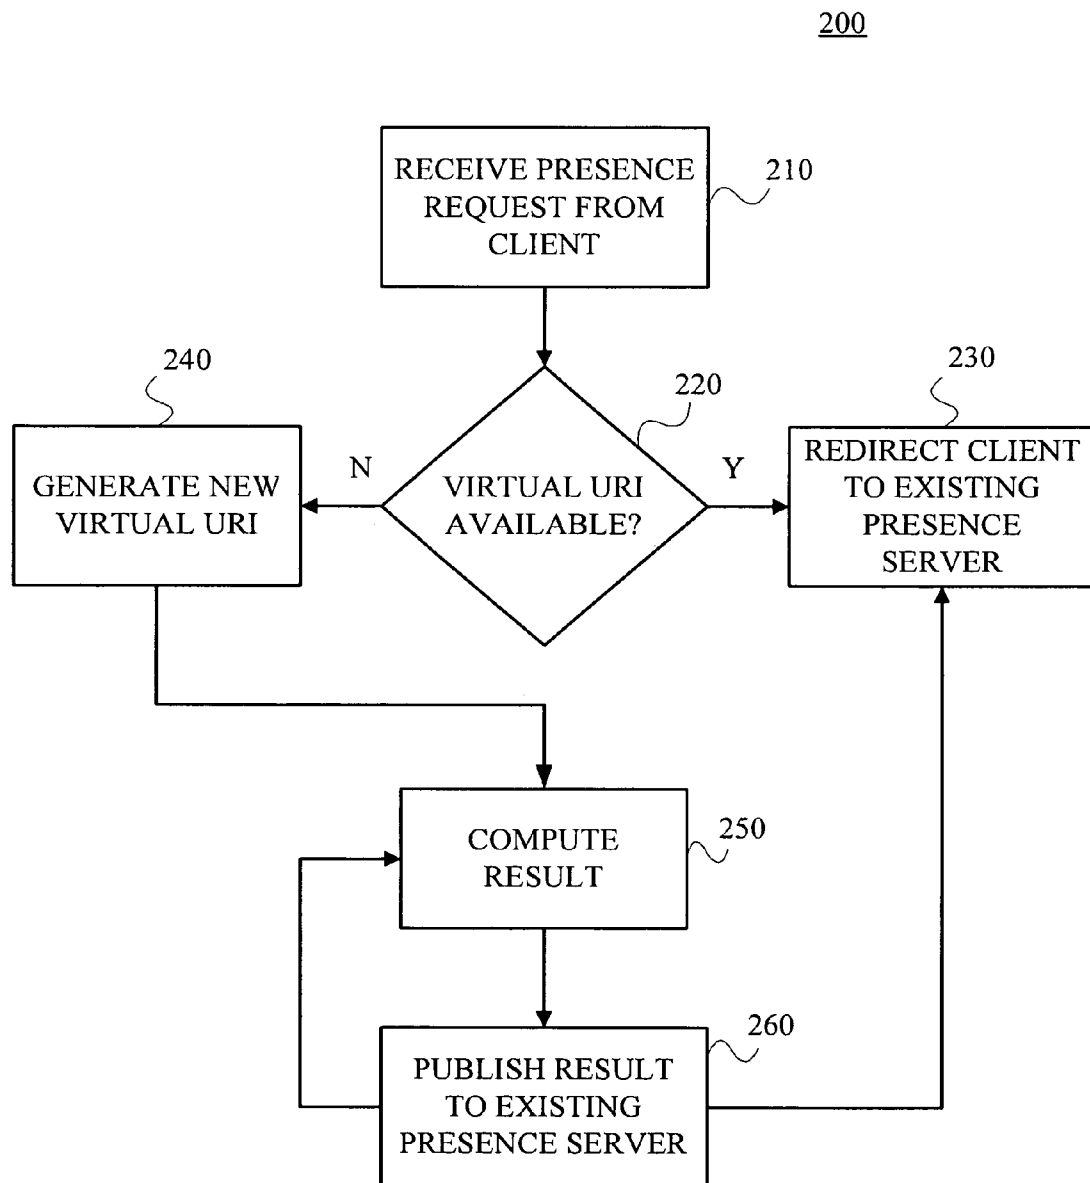 200
RECEIVE PRESENCE
REQUEST FROM
CLIENT
210
240
220
230
GENERATE NEW
VIRTUAL URI
N
VIRTUAL URI
AVAILABLE?
Y
REDIRECT CLIENT
TO EXISTING
PRESENCE
SERVER
COMPUTE
RESULT
250
PUBLISH RESULT
TO EXISTING
PRESENCE SERVER
260